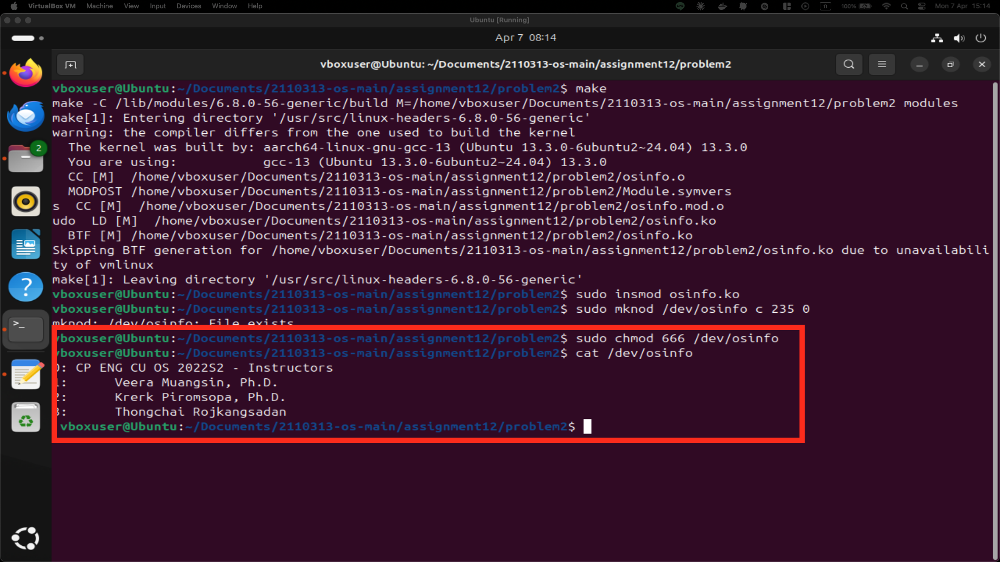 VirtualBox VM Machine View Input Devices Window Help 100% Mon 7 Apr 15:14
Ubuntu [Running]
Apr 7 08:14
vboxuser@Ubuntu: ~/Documents/2110313-os-main/assignment12/problem2
vboxuser@Ubuntu:~/Documents/2110313-os-main/assignment12/problem2$ make
make -C /lib/modules/6.8.0-56-generic/build M=/home/vboxuser/Documents/2110313-os-main/assignment12/problem2 modules
make[1]: Entering directory '/usr/src/linux-headers-6.8.0-56-generic'
warning: the compiler differs from the one used to build the kernel
  The kernel was built by: aarch64-linux-gnu-gcc-13 (Ubuntu 13.3.0-6ubuntu2~24.04) 13.3.0
  You are using:           gcc-13 (Ubuntu 13.3.0-6ubuntu2~24.04) 13.3.0
  CC [M]  /home/vboxuser/Documents/2110313-os-main/assignment12/problem2/osinfo.o
  MODPOST /home/vboxuser/Documents/2110313-os-main/assignment12/problem2/Module.symvers
s  CC [M]  /home/vboxuser/Documents/2110313-os-main/assignment12/problem2/osinfo.mod.o
udo  LD [M]  /home/vboxuser/Documents/2110313-os-main/assignment12/problem2/osinfo.ko
  BTF [M] /home/vboxuser/Documents/2110313-os-main/assignment12/problem2/osinfo.ko
Skipping BTF generation for /home/vboxuser/Documents/2110313-os-main/assignment12/problem2/osinfo.ko due to unavailabili
ty of vmlinux
make[1]: Leaving directory '/usr/src/linux-headers-6.8.0-56-generic'
vboxuser@Ubuntu:~/Documents/2110313-os-main/assignment12/problem2$ sudo insmod osinfo.ko
vboxuser@Ubuntu:~/Documents/2110313-os-main/assignment12/problem2$ sudo mknod /dev/osinfo c 235 0
mknod: /dev/osinfo: File exists
vboxuser@Ubuntu:~/Documents/2110313-os-main/assignment12/problem2$ sudo chmod 666 /dev/osinfo
vboxuser@Ubuntu:~/Documents/2110313-os-main/assignment12/problem2$ cat /dev/osinfo
0: CP ENG CU OS 2022S2 - Instructors
1:      Veera Muangsin, Ph.D.
2:      Krerk Piromsopa, Ph.D.
3:      Thongchai Rojkangsadan
vboxuser@Ubuntu:~/Documents/2110313-os-main/assignment12/problem2$
2